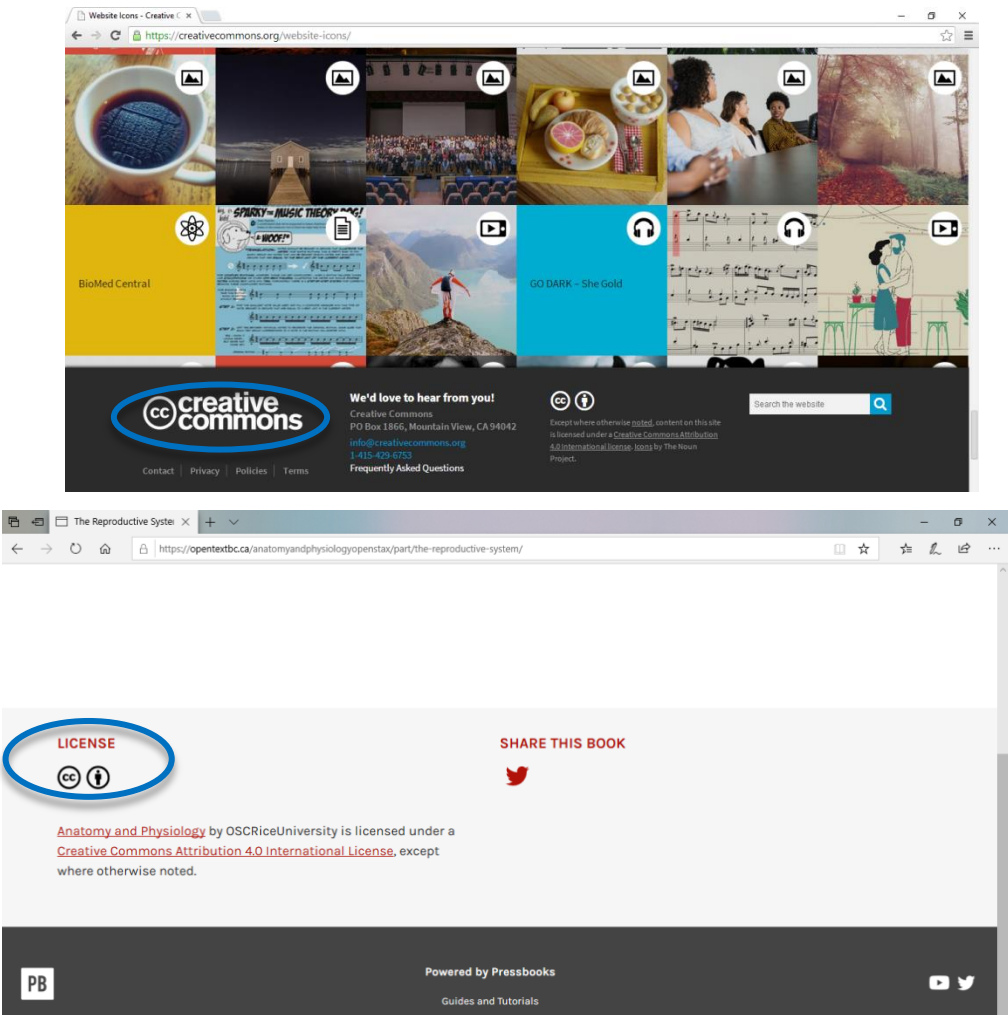 Website Icons - Creative C
https://creativecommons.org/website-icons/
SPARKY THE MUSIC THEORY DOG!
WOOF!
BioMed Central
GO DARK – She Gold
cc creative commons
Contact | Privacy | Policies | Terms
We'd love to hear from you!
Creative Commons
PO Box 1866, Mountain View, CA 94042
info@creativecommons.org
1-415-429-6753
Frequently Asked Questions
cc
Except where otherwise noted, content on this site
is licensed under a Creative Commons Attribution
4.0 International license. Icons by The Noun
Project.
Search the website
The Reproductive System
https://opentextbc.ca/anatomyandphysiologyopenstax/part/the-reproductive-system/
LICENSE
cc
Anatomy and Physiology by OSCRiceUniversity is licensed under a
Creative Commons Attribution 4.0 International License, except
where otherwise noted.
SHARE THIS BOOK
PB
Powered by Pressbooks
Guides and Tutorials